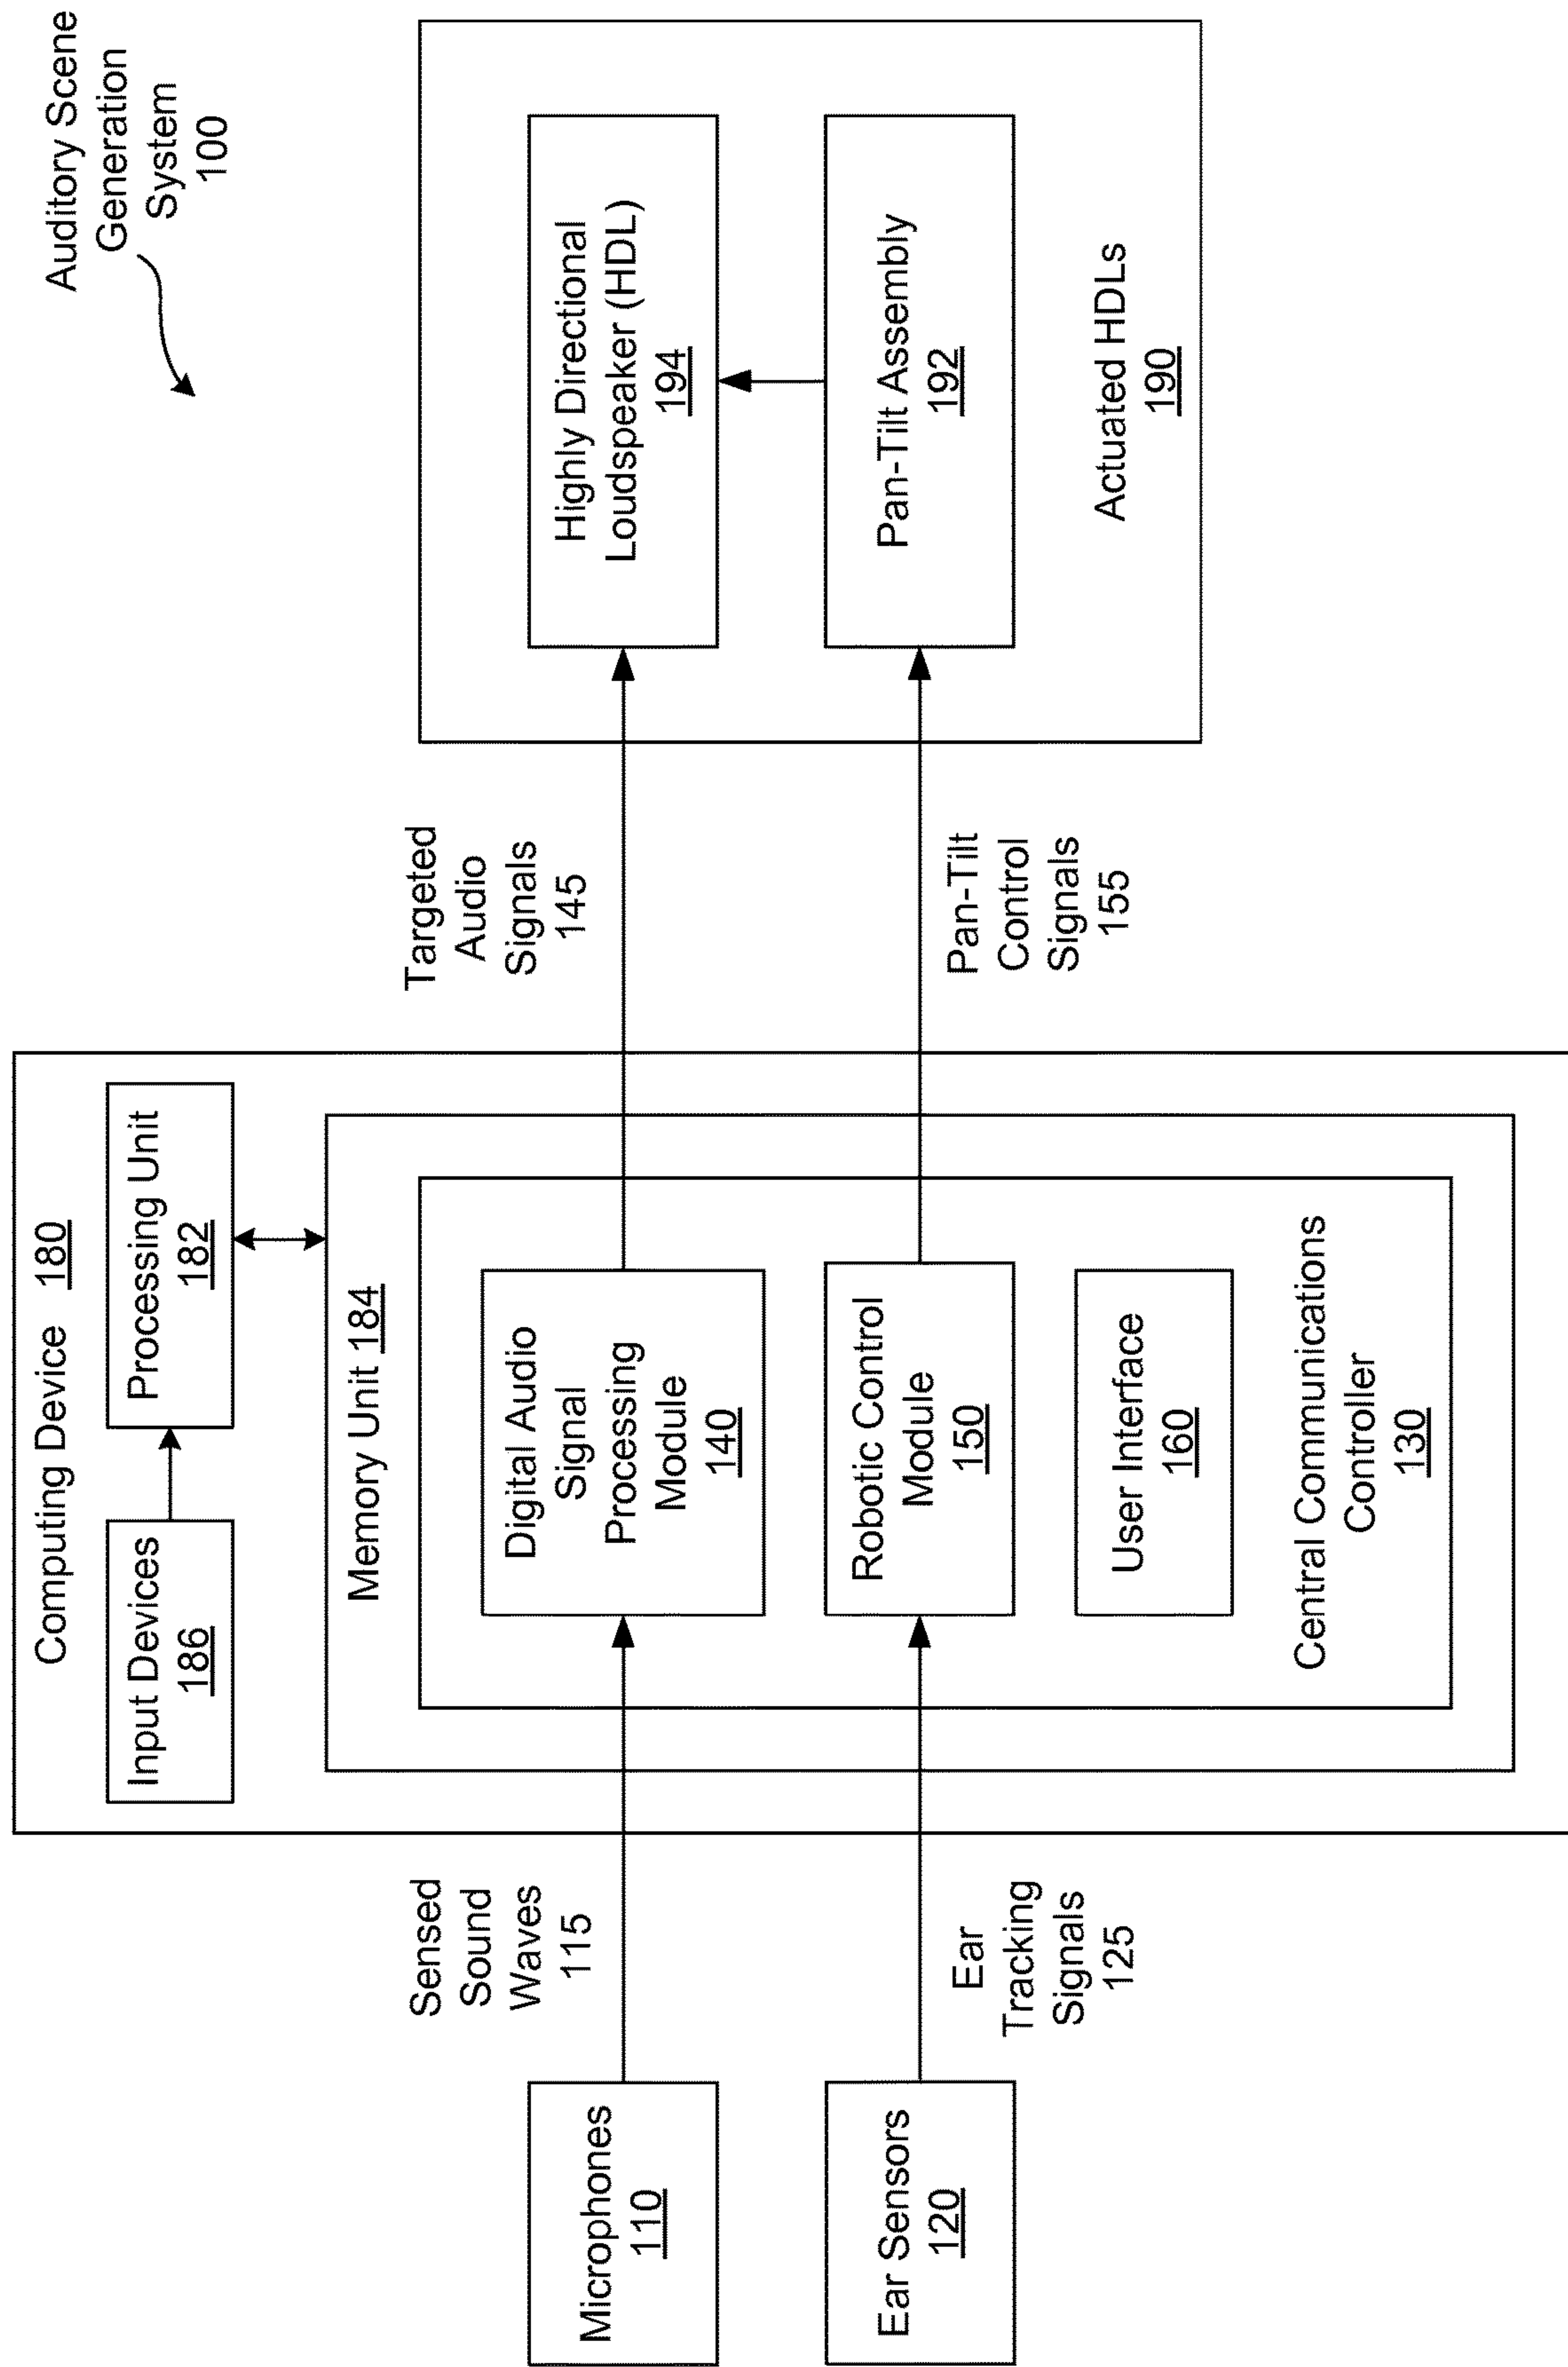 Auditory Scene
Generation
System
100
Computing Device 180
Input Devices
186
Processing Unit
182
Memory Unit 184
Microphones
110
Sensed
Sound
Waves
115
Digital Audio
Signal
Processing
Module
140
Targeted
Audio
Signals
145
Highly Directional
Loudspeaker (HDL)
194
Ear Sensors
120
Ear
Tracking
Signals
125
Robotic Control
Module
150
Pan-Tilt
Control
Signals
155
Pan-Tilt Assembly
192
User Interface
160
Central Communications
Controller
130
Actuated HDLs
190